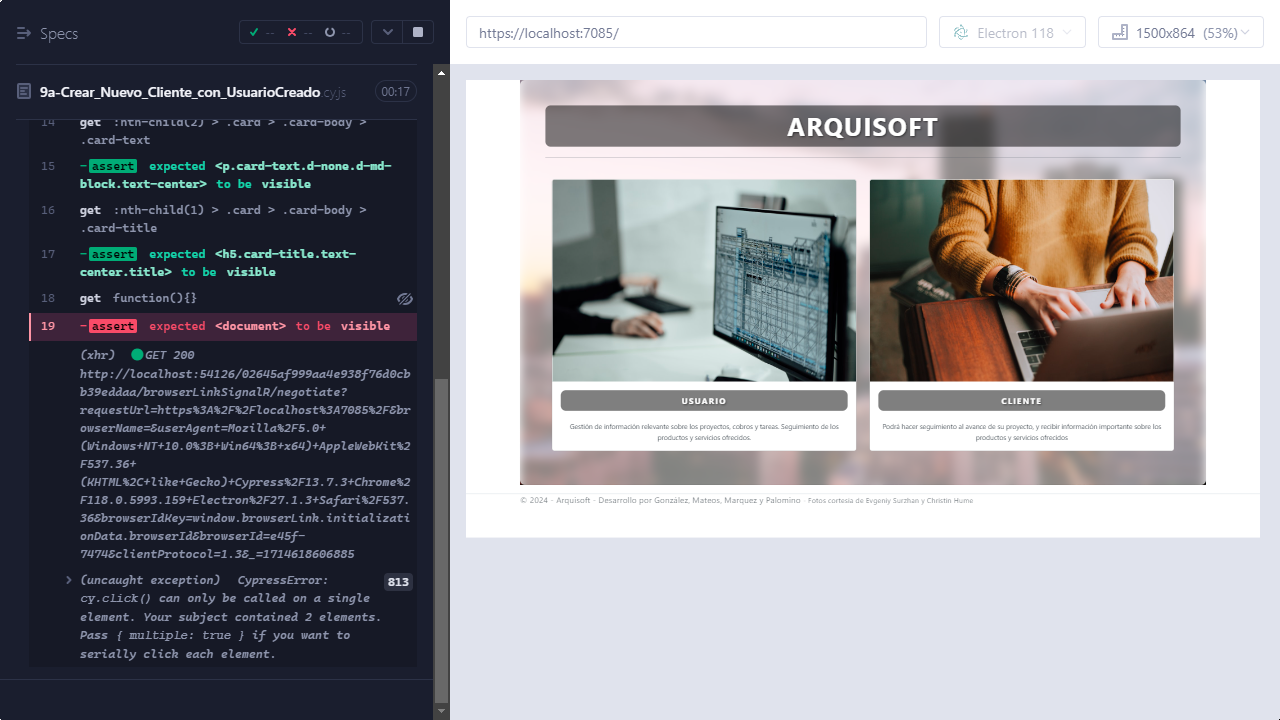 Specs
-- -- --
https://localhost:7085/
Electron 118
1500x864 (53%)
9a-Crear_Nuevo_Cliente_con_UsuarioCreado.cy.js 00:17
14 get :nth-child(2) > .card > .card-body >
.card-text
15 -assert expected <p.card-text.d-none.d-md-
block.text-center> to be visible
16 get :nth-child(1) > .card > .card-body >
.card-title
17 -assert expected <h5.card-title.text-
center.title> to be visible
18 get function(){}
19 -assert expected <document> to be visible
(xhr) GET 200
http://localhost:54126/02645af999aa4e938f76d0cb
b39eddaa/browserLinkSignalR/negotiate?
requestUrl=https%3A%2F%2Flocalhost%3A7085%2F&br
owserName=&userAgent=Mozilla%2F5.0+
(Windows+NT+10.0%3B+Win64%3B+x64)+AppleWebKit%2
F537.36+
(KHTML%2C+like+Gecko)+Cypress%2F13.7.3+Chrome%2
F118.0.5993.159+Electron%2F27.1.3+Safari%2F537.
36&browserIdKey=window.browserLink.initializati
onData.browserId&browserId=e45f-
7474&clientProtocol=1.3&_=1714618606885
(uncaught exception) CypressError: 813
cy.click() can only be called on a single
element. Your subject contained 2 elements.
Pass { multiple: true } if you want to
serially click each element.
ARQUISOFT
USUARIO
Gestión de información relevante sobre los proyectos, cobros y tareas. Seguimiento de los
productos y servicios ofrecidos.
CLIENTE
Podrá hacer seguimiento al avance de su proyecto, y recibir información importante sobre los
productos y servicios ofrecidos
© 2024 - Arquisoft - Desarrollo por González, Mateos, Marquez y Palomino - Fotos cortesía de Evgeniy Surzhan y Christin Hume